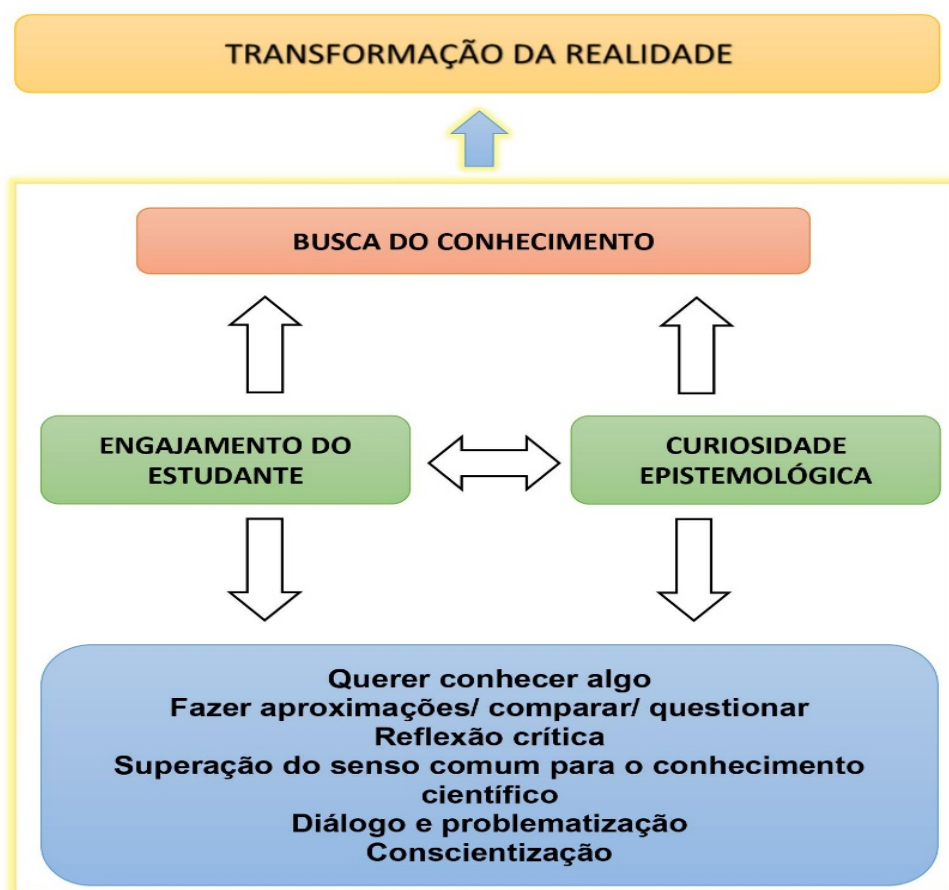 TRANSFORMAÇÃO DA REALIDADE
BUSCA DO CONHECIMENTO
ENGAJAMENTO DO
ESTUDANTE
CURIOSIDADE
EPISTEMOLÓGICA
Querer conhecer algo
Fazer aproximações/ comparar/ questionar
Reflexão crítica
Superação do senso comum para o conhecimento
científico
Diálogo e problematização
Conscientização